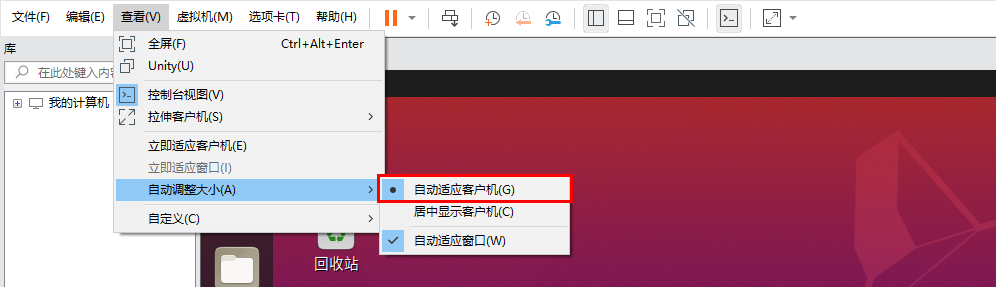 文件(F) 编辑(E) 查看(V) 虚拟机(M) 选项卡(T) 帮助(H)
库
在此处键入内容
我的计算机
全屏(F) Ctrl+Alt+Enter
Unity(U)
控制台视图(V)
拉伸客户机(S)
立即适应客户机(E)
立即适应窗口(I)
自动调整大小(A)
自定义(C)
自动适应客户机(G)
居中显示客户机(C)
自动适应窗口(W)
回收站